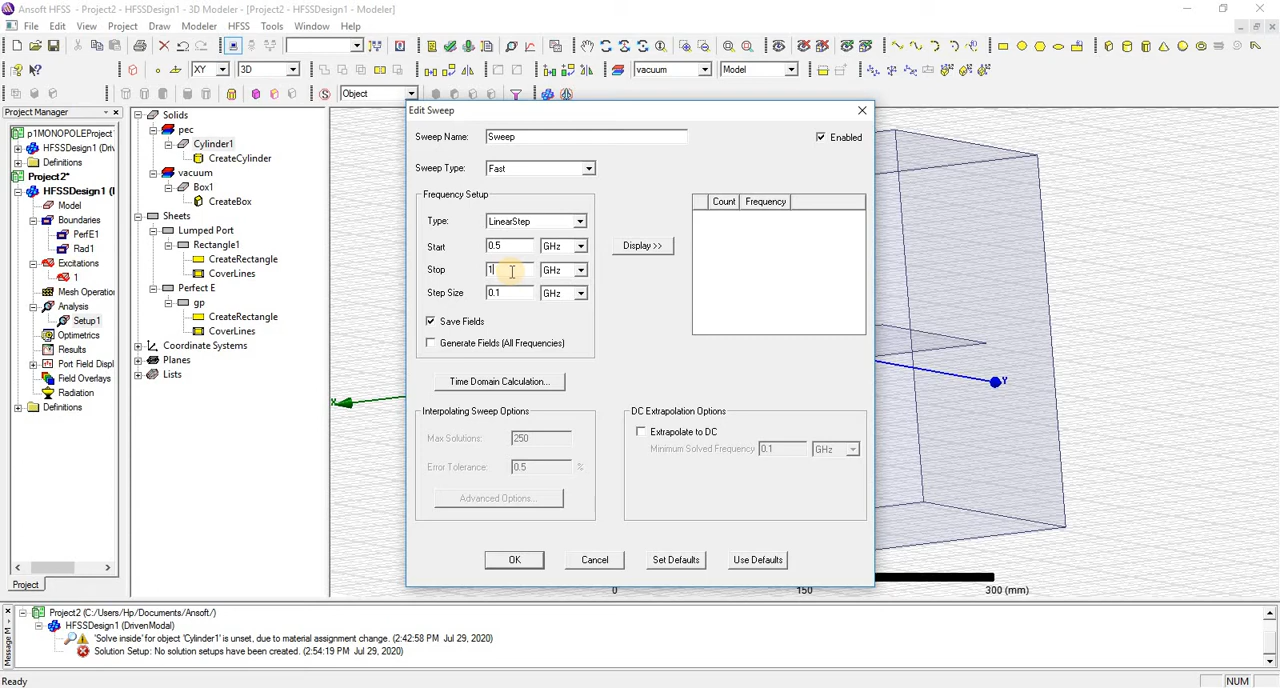 Ansoft HFSS - Project2 - HFSSDesign1 - 3D Modeler - [Project2 - HFSSDesign1 - Modeler]
File Edit View Project Draw Modeler HFSS Tools Window Help
XY 3D vacuum Model
Object
Project Manager
p1MONOPOLEProject
HFSSDesign1 (Driv
Definitions
Project2*
HFSSDesign1 (I
Model
Boundaries
PerfE1
Rad1
Excitations
1
Mesh Operation
Analysis
Setup1
Optimetrics
Results
Port Field Displ
Field Overlays
Radiation
Definitions
Project
Solids
pec
Cylinder1
CreateCylinder
vacuum
Box1
CreateBox
Sheets
Lumped Port
Rectangle1
CreateRectangle
CoverLines
Perfect E
gp
CreateRectangle
CoverLines
Coordinate Systems
Planes
Lists
Edit Sweep
Sweep Name: Sweep
Enabled
Sweep Type: Fast
Frequency Setup
Type: LinearStep
Start 0.5 GHz
Stop 1 GHz
Step Size 0.1 GHz
Save Fields
Generate Fields (All Frequencies)
Display >>
Count Frequency
Time Domain Calculation...
Interpolating Sweep Options
Max Solutions: 250
Error Tolerance: 0.5 %
Advanced Options...
DC Extrapolation Options
Extrapolate to DC
Minimum Solved Frequency 0.1 GHz
OK Cancel Set Defaults Use Defaults
X
Y
0 150 300 (mm)
Message M
Project2 (C:/Users/Hp/Documents/Ansoft/)
HFSSDesign1 (DrivenModal)
'Solve inside' for object 'Cylinder1' is unset, due to material assignment change. (2:42:58 PM Jul 29, 2020)
Solution Setup: No solution setups have been created. (2:54:19 PM Jul 29, 2020)
Ready
NUM